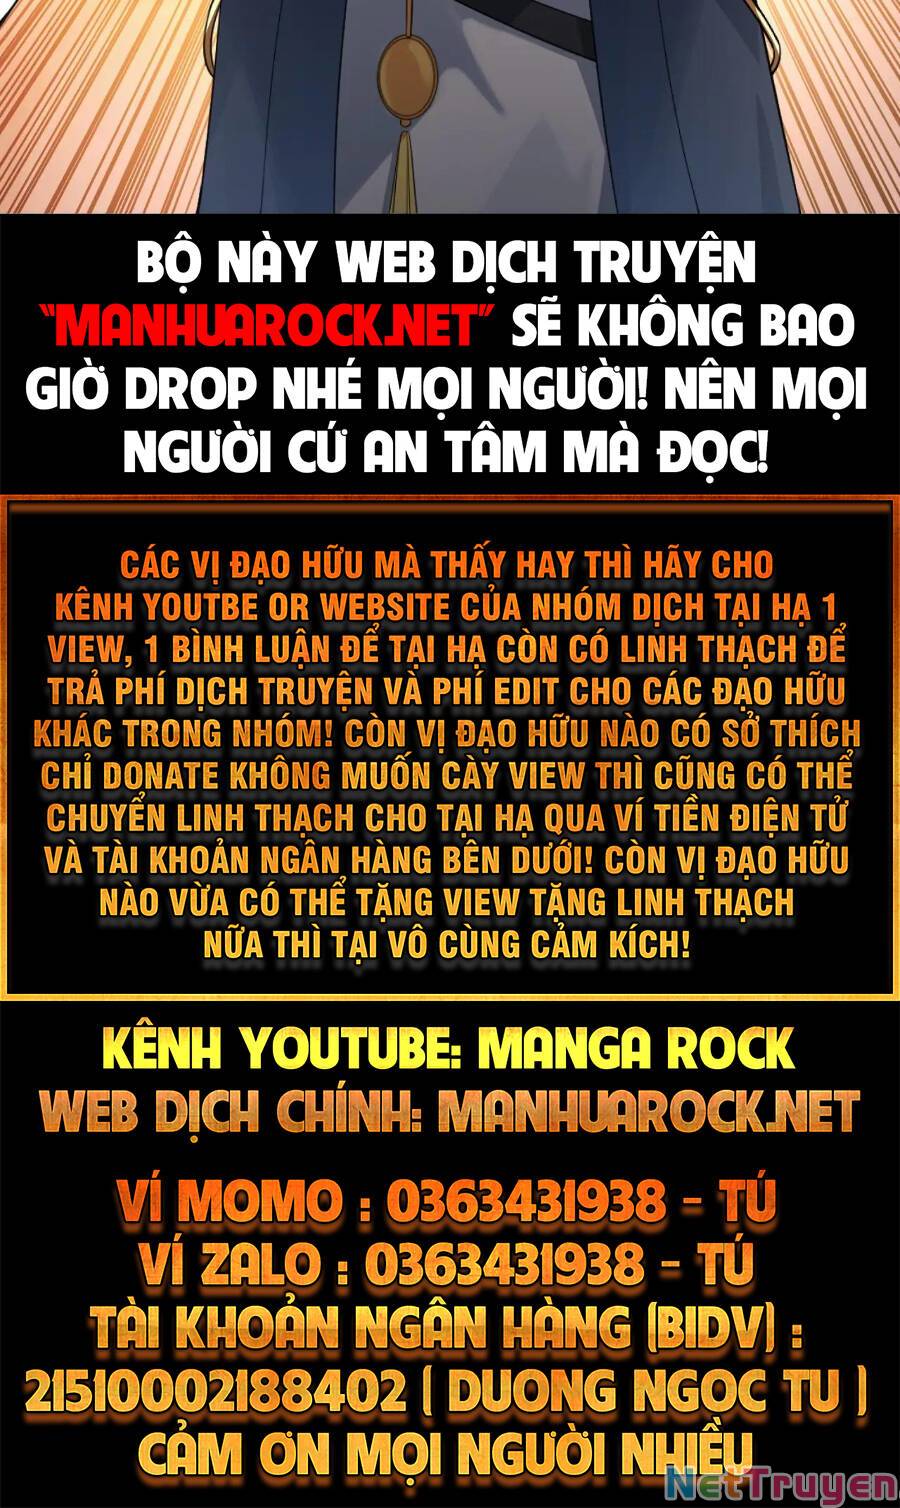 BỘ NÀY WEB DỊCH TRUYỆN
"MANHUAROCK.NET" SẼ KHÔNG BAO
GIỜ DROP NHÉ MỌI NGƯỜI! NÊN MỌI
NGƯỜI CỨ AN TÂM MÀ ĐỌC!
CÁC VỊ ĐẠO HỮU MÀ THẤY HAY THÌ HÃY CHO
KÊNH YOUTBE OR WEBSITE CỦA NHÓM DỊCH TẠI HẠ 1
VIEW, 1 BÌNH LUẬN ĐỂ TẠI HẠ CÒN CÓ LINH THẠCH ĐỂ
TRẢ PHÍ DỊCH TRUYỆN VÀ PHÍ EDIT CHO CÁC ĐẠO HỮU
KHÁC TRONG NHÓM! CÒN VỊ ĐẠO HỮU NÀO CÓ SỞ THÍCH
CHỈ DONATE KHÔNG MUỐN CÀY VIEW THÌ CŨNG CÓ THỂ
CHUYỂN LINH THẠCH CHO TẠI HẠ QUA VÍ TIỀN ĐIỆN TỬ
VÀ TÀI KHOẢN NGÂN HÀNG BÊN DƯỚI! CÒN VỊ ĐẠO HỮU
NÀO VỪA CÓ THỂ TẶNG VIEW TẶNG LINH THẠCH
NỮA THÌ TẠI VÔ CÙNG CẢM KÍCH!
KÊNH YOUTUBE: MANGA ROCK
WEB DỊCH CHÍNH: MANHUAROCK.NET
VÍ MOMO : 0363431938 - TÚ
VÍ ZALO : 0363431938 - TÚ
TÀI KHOẢN NGÂN HÀNG (BIDV) :
21510002188402 ( DUONG NGỌC TU )
CẢM ƠN MỌI NGƯỜI NHIỀU
NetTruyen